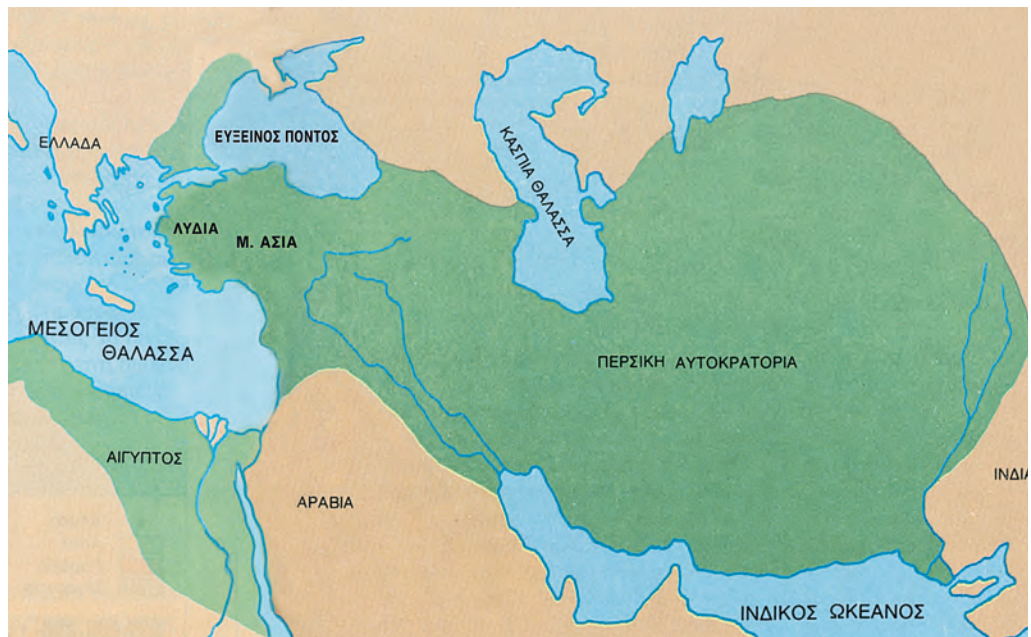 ΕΛΛΑΔΑ
ΕΥΞΕΙΝΟΣ ΠΟΝΤΟΣ
ΚΑΣΠΙΑ ΘΑΛΑΣΣΑ
ΛΥΔΙΑ
Μ. ΑΣΙΑ
ΜΕΣΟΓΕΙΟΣ
ΘΑΛΑΣΣΑ
ΠΕΡΣΙΚΗ ΑΥΤΟΚΡΑΤΟΡΙΑ
ΑΙΓΥΠΤΟΣ
ΑΡΑΒΙΑ
ΙΝΔΙΑ
ΙΝΔΙΚΟΣ ΩΚΕΑΝΟΣ